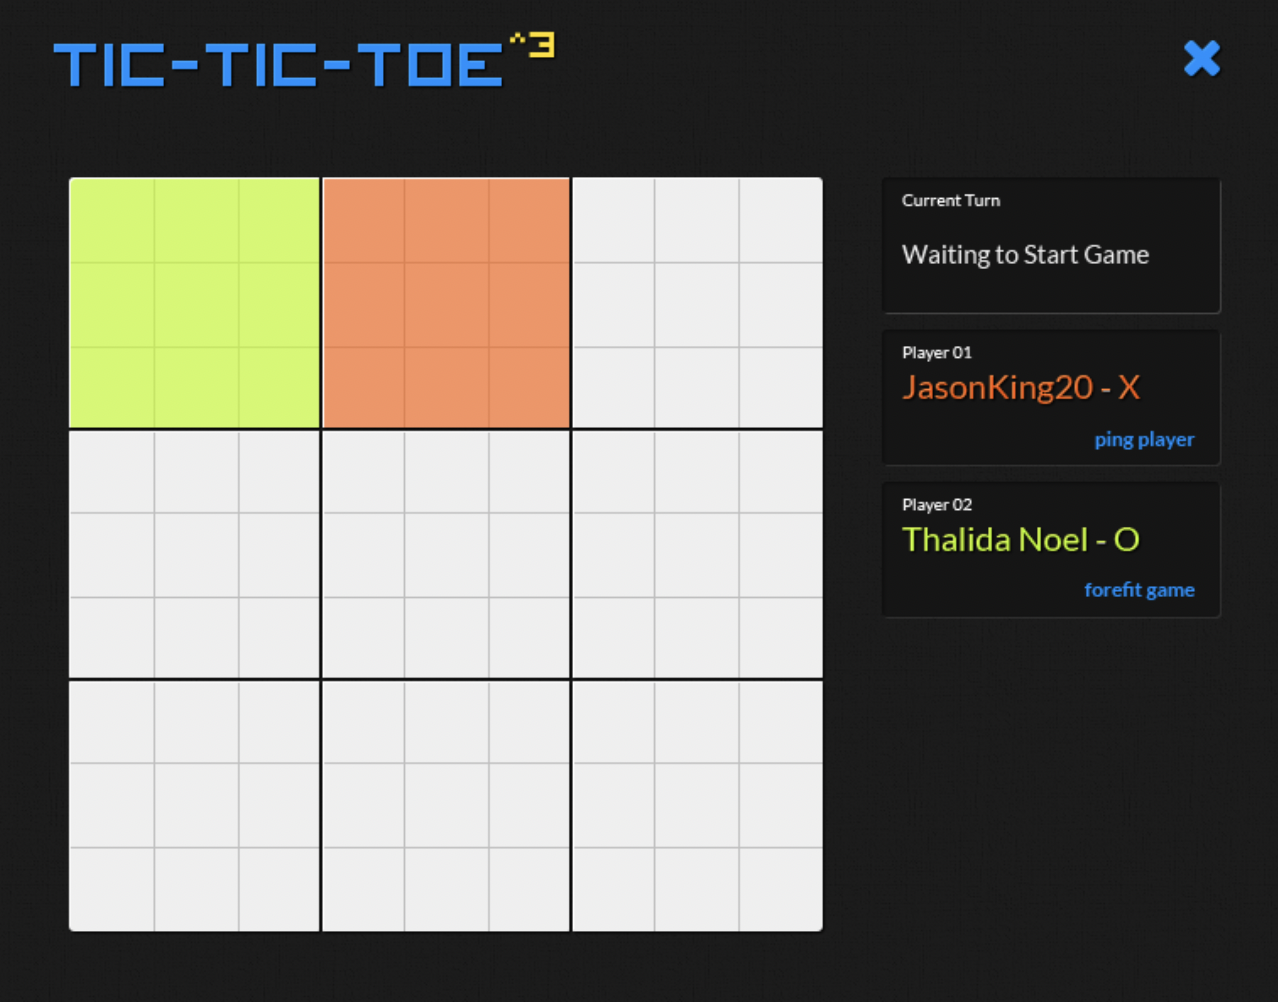 TIC-TIC-TOE^3
Current Turn
Waiting to Start Game
Player 01
JasonKing20 - X
ping player
Player 02
Thalida Noel - O
forefit game